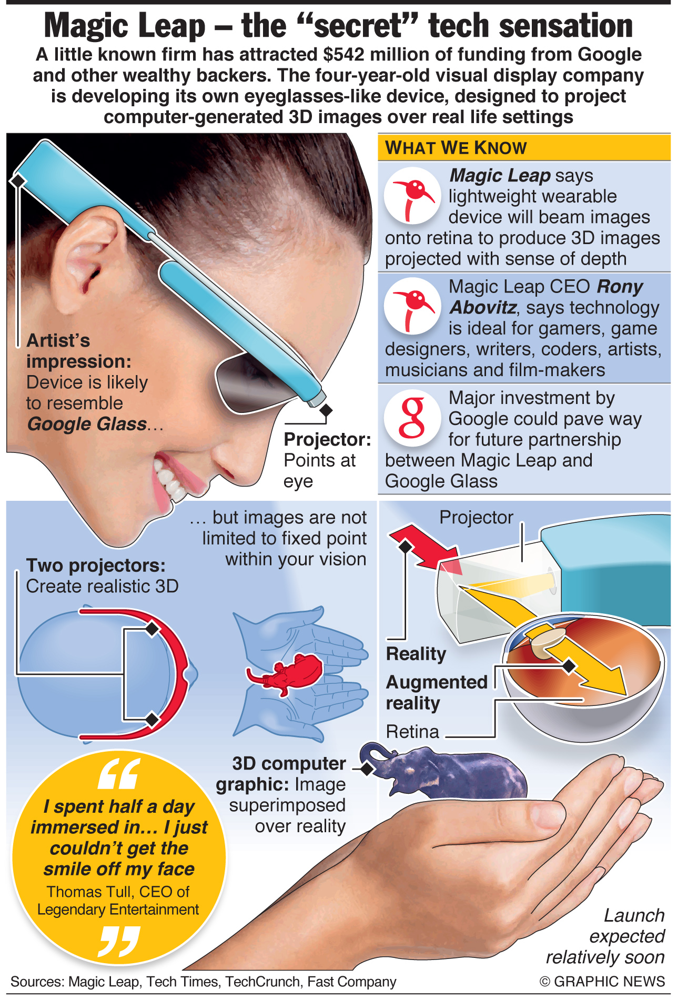 Magic Leap – the “secret” tech sensation
A little known firm has attracted $542 million of funding from Google
and other wealthy backers. The four-year-old visual display company
is developing its own eyeglasses-like device, designed to project
computer-generated 3D images over real life settings
Artist’s
impression:
Device is likely
to resemble
Google Glass…
Projector:
Points at
eye
WHAT WE KNOW
Magic Leap says
lightweight wearable
device will beam images
onto retina to produce 3D images
projected with sense of depth
Magic Leap CEO Rony
Abovitz, says technology
is ideal for gamers, game
designers, writers, coders, artists,
musicians and film-makers
g
Major investment by
Google could pave way
for future partnership
between Magic Leap and
Google Glass
… but images are not
limited to fixed point
within your vision
Two projectors:
Create realistic 3D
Projector
Reality
Augmented
reality
Retina
3D computer
graphic: Image
superimposed
over reality
“
I spent half a day
immersed in… I just
couldn’t get the
smile off my face
Thomas Tull, CEO of
Legendary Entertainment
”
Launch
expected
relatively soon
Sources: Magic Leap, Tech Times, TechCrunch, Fast Company
© GRAPHIC NEWS